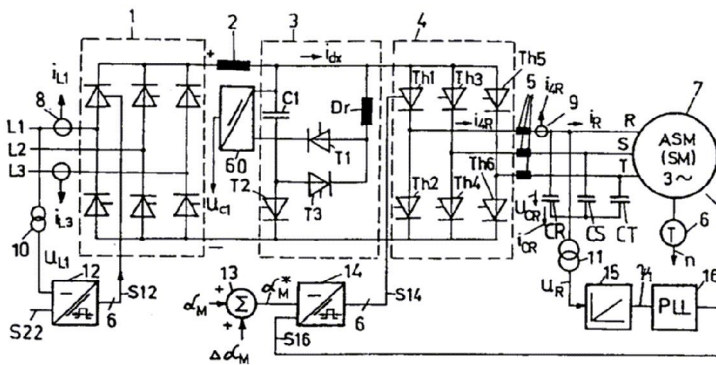 1 2 3 4
+ i_dx Th5
i_L1 Th1 Th3 5 i_4R 9 7
8 C1 Dr i_4R i_R R
L1 ASM
L2 S (SM)
L3 60 T1 T 3~
T2 T3 Th2 Th4 Th6
i_L3 u_c1 u_CR CR CS CT 6
10 − i_CR T
u_L1 12 13 14 11 n
− α_M + Σ α_M* − S14 u_R 15 16
S22 6 S12 + 6 PLL
Δα_M S16